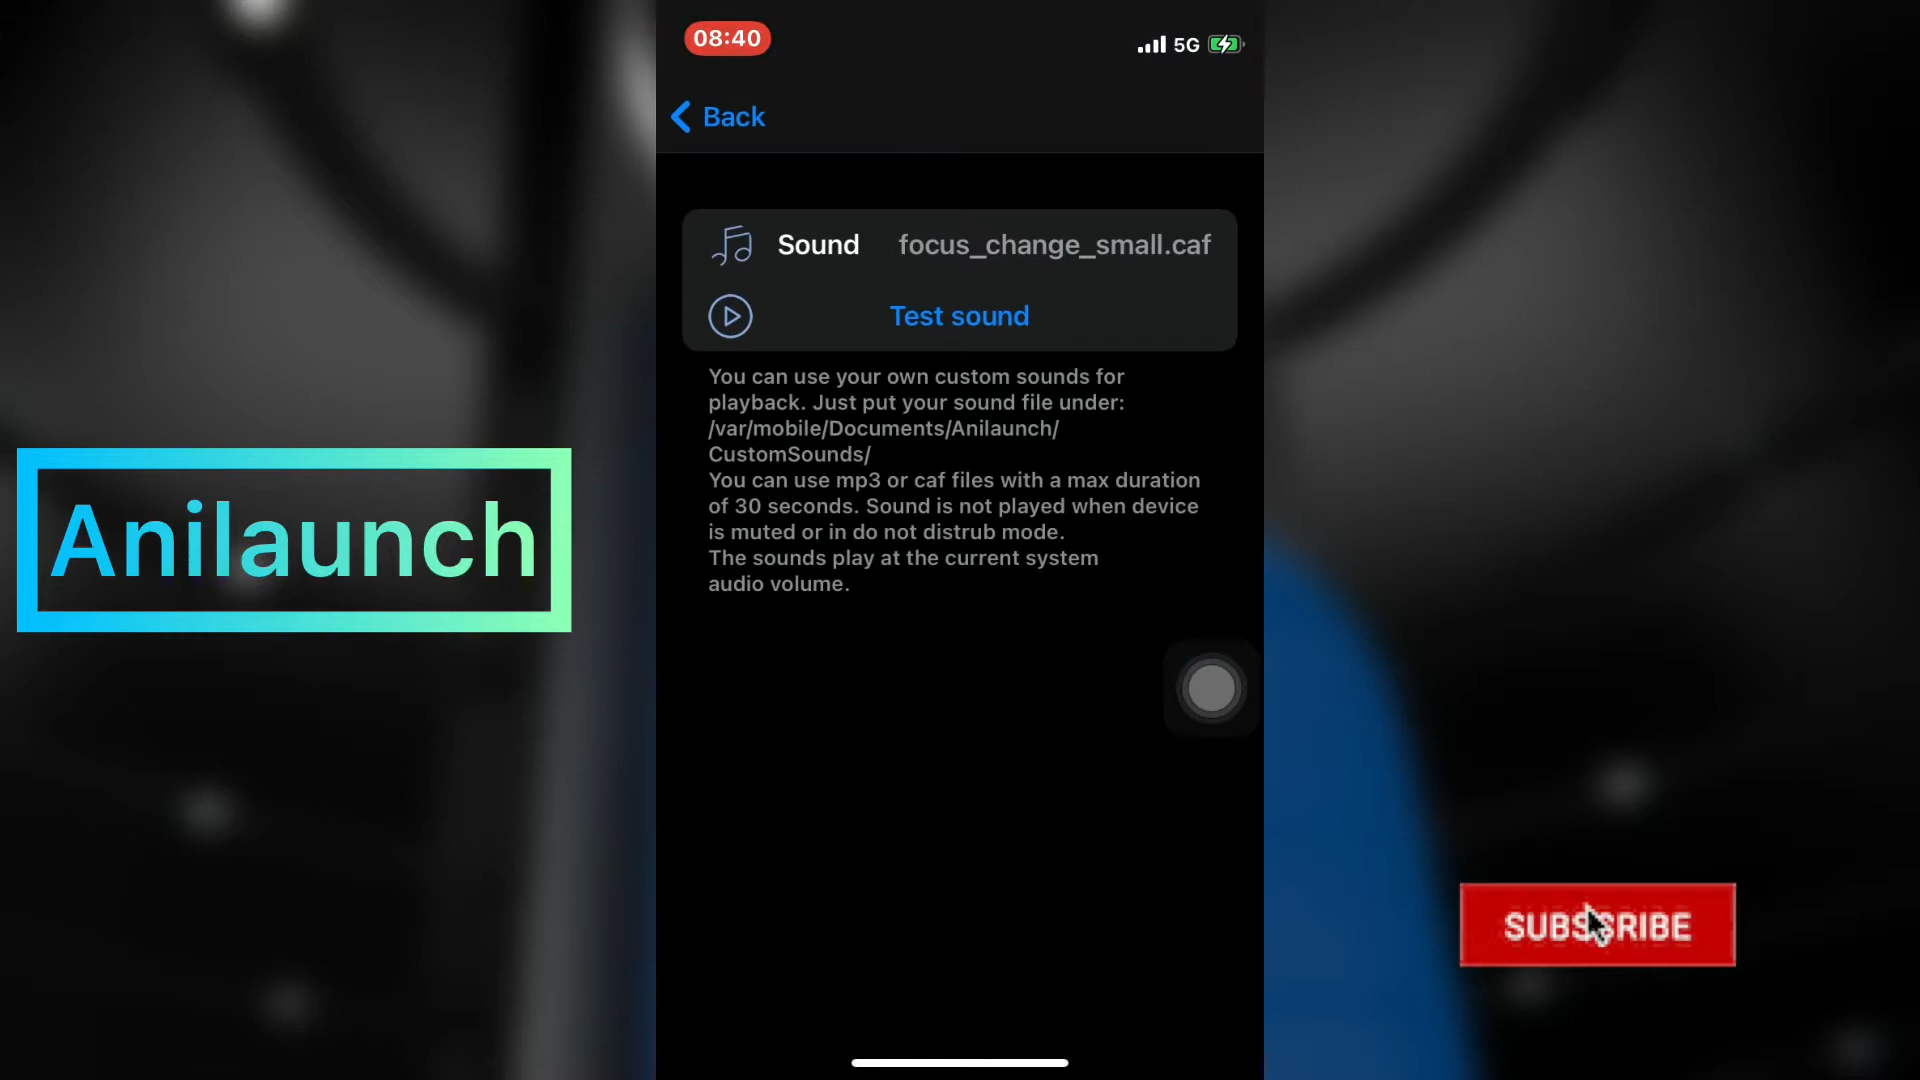 08:40
5G
Back
Sound focus_change_small.caf
Test sound
You can use your own custom sounds for
playback. Just put your sound file under:
/var/mobile/Documents/Anilaunch/
CustomSounds/
You can use mp3 or caf files with a max duration
of 30 seconds. Sound is not played when device
is muted or in do not distrub mode.
The sounds play at the current system
audio volume.
Anilaunch
SUBSCRIBE